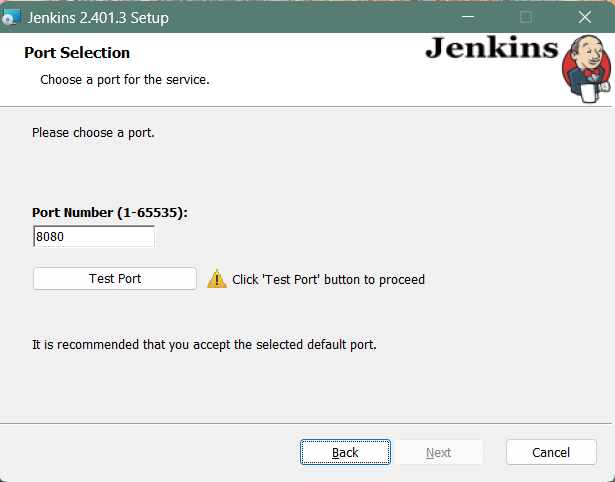 Jenkins 2.401.3 Setup
Port Selection
Jenkins
Choose a port for the service.
Please choose a port.
Port Number (1-65535):
8080
Test Port
Click 'Test Port' button to proceed
It is recommended that you accept the selected default port.
Back
Next
Cancel